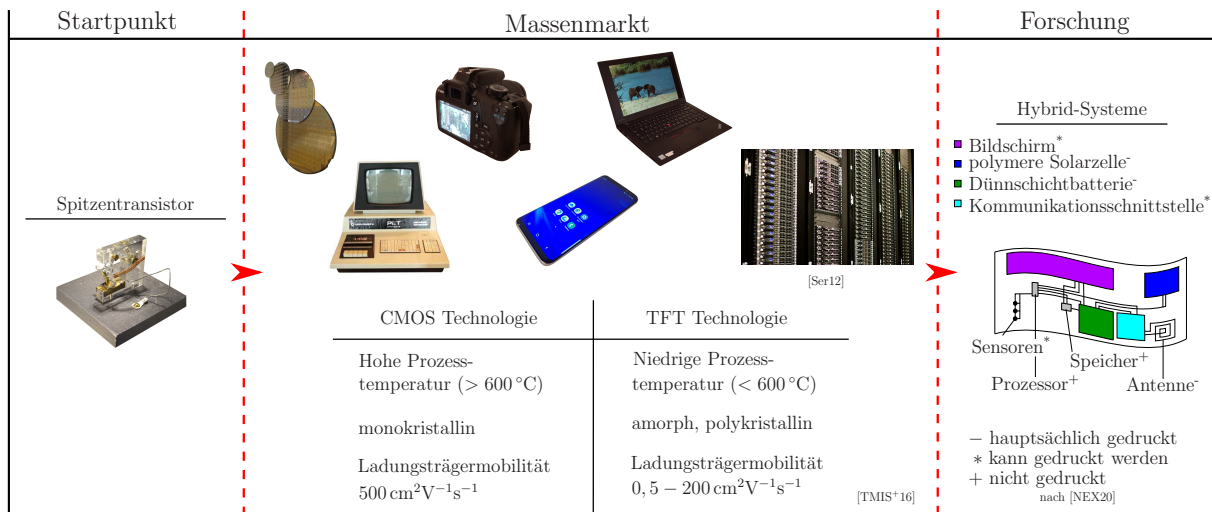 Startpunkt
Massenmarkt
Forschung
Spitzentransistor
PET
[Ser12]
CMOS Technologie
TFT Technologie
Hohe Prozess-
temperatur (> 600 °C)
Niedrige Prozess-
temperatur (< 600 °C)
monokristallin
amorph, polykristallin
Ladungsträgermobilität
500 cm²V⁻¹s⁻¹
Ladungsträgermobilität
0, 5 − 200 cm²V⁻¹s⁻¹
[TMIS⁺16]
Hybrid-Systeme
Bildschirm*
polymere Solarzelle⁻
Dünnschichtbatterie⁻
Kommunikationsschnittstelle*
Sensoren*
Speicher⁺
Prozessor⁺
Antenne⁻
− hauptsächlich gedruckt
* kann gedruckt werden
+ nicht gedruckt
nach [NEX20]